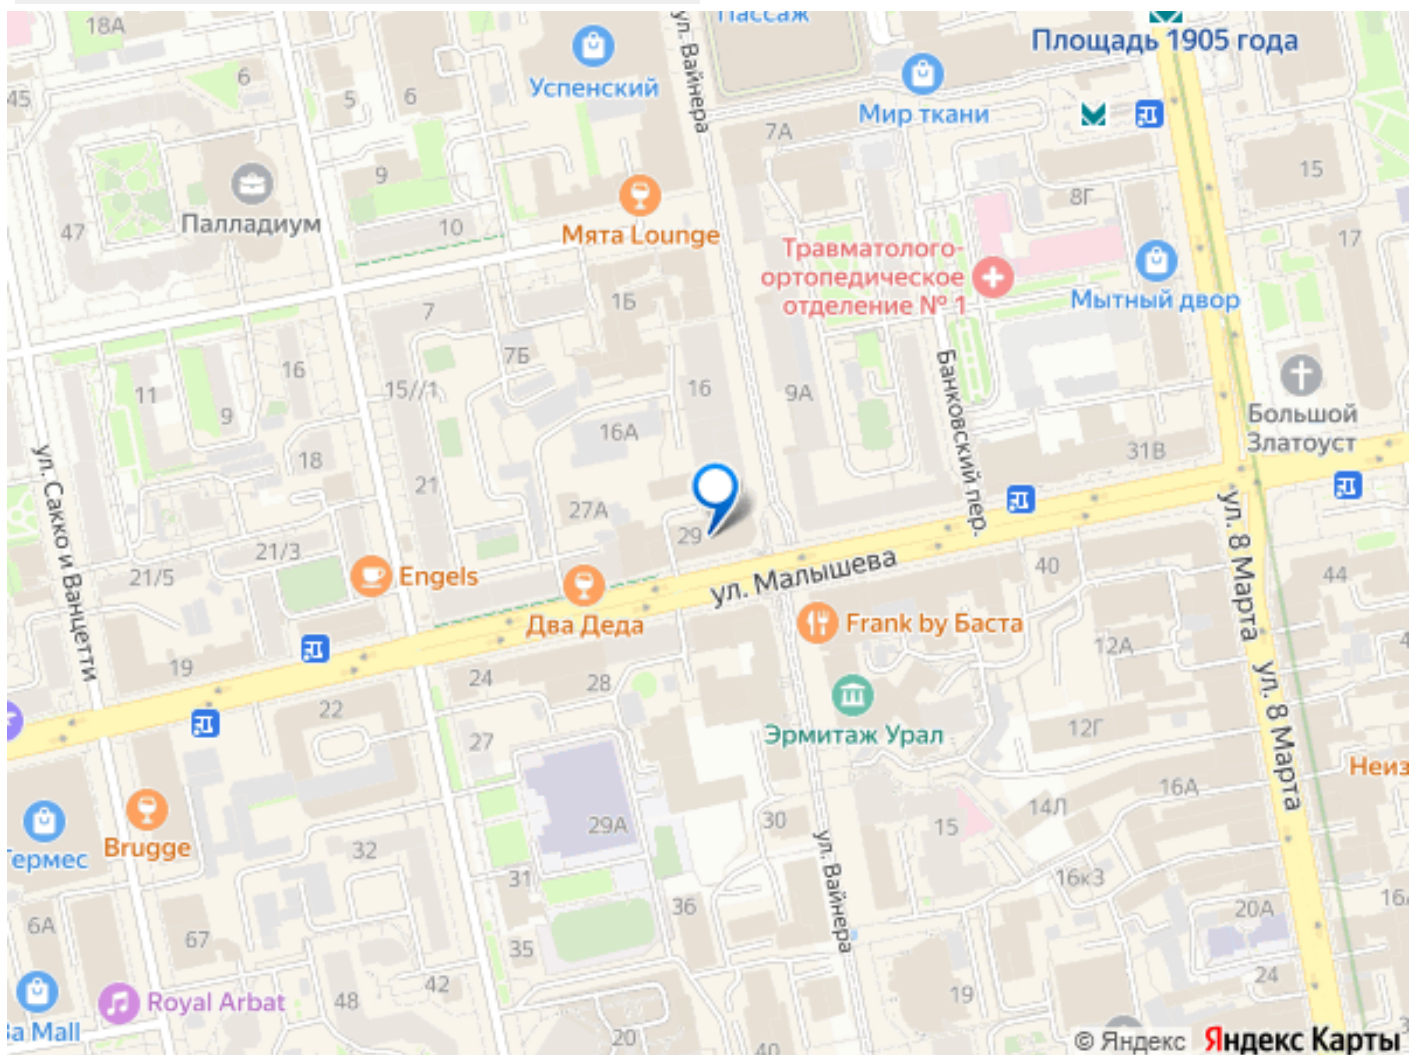 18А
ул. Вайнера
Пассаж
Площадь 1905 года
45
6
5
6
Успенский
Мир ткани
7А
9
15
8Г
Палладиум
47
10
Мята Lounge
17
Травматолого-
ортопедическое
отделение № 1
Мытный двор
7
1Б
7Б
16
11
9
15//1
16
9А
Банковский пер.
Большой
Златоуст
16А
18
31В
ул. Сакко и Ванцетти
21
27А
29
21/3
21/5
Engels
ул. Малышева
40
ул. 8 Марта
44
Два Деда
Frank by Баста
12А
4
19
24
28
22
ул. 8 Марта
27
Эрмитаж Урал
12Г
Неиз
16А
14Л
Гермес
Brugge
29А
30
15
ул. Вайнера
32
31
16к3
6А
67
36
20А
16
35
42
24
Royal Arbat
48
19
За Mall
20
40
© Яндекс Яндекс Карты